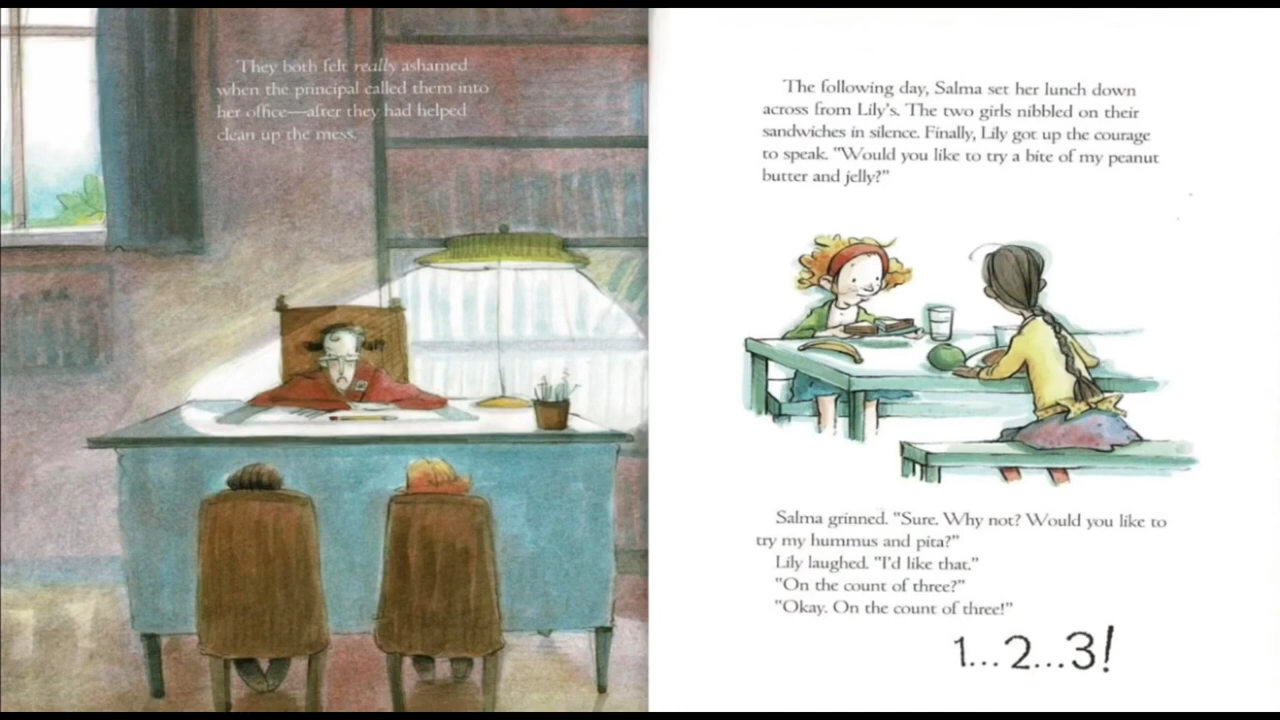 They both felt really ashamed
when the principal called them into
her office—after they had helped
clean up the mess.
The following day, Salma set her lunch down
across from Lily's. The two girls nibbled on their
sandwiches in silence. Finally, Lily got up the courage
to speak. "Would you like to try a bite of my peanut
butter and jelly?"
Salma grinned. "Sure. Why not? Would you like to
try my hummus and pita?"
Lily laughed. "I'd like that."
"On the count of three?"
"Okay. On the count of three!"
1...2...3!